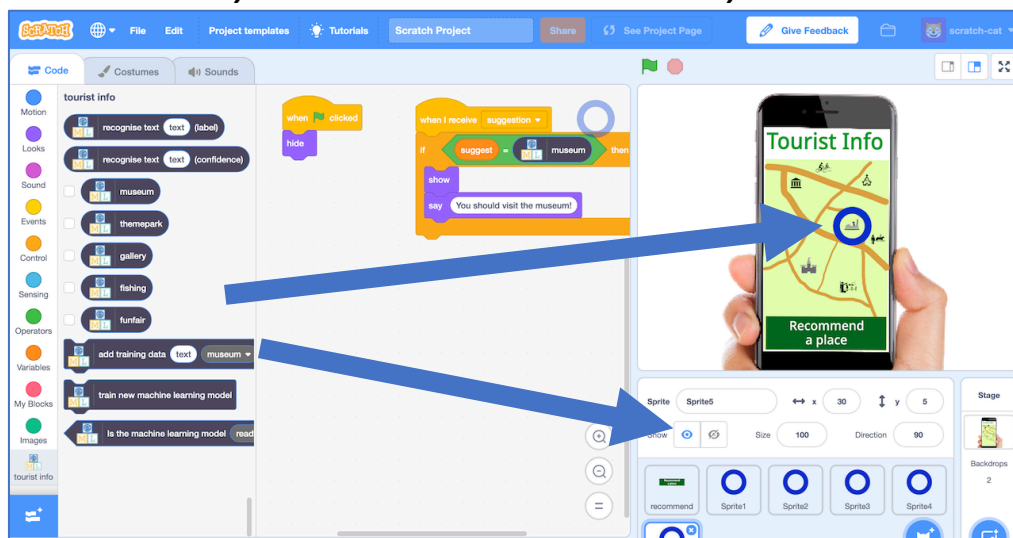 SCRATCH File Edit Project templates Tutorials Scratch Project Share See Project Page Give Feedback scratch-cat
Code Costumes Sounds
Motion
Looks
Sound
Events
Control
Sensing
Operators
Variables
My Blocks
Images
tourist info
tourist info
recognise text text (label)
recognise text text (confidence)
museum
themepark
gallery
fishing
funfair
add training data text museum
train new machine learning model
Is the machine learning model
when clicked
hide
when I receive suggestion
if suggest = museum then
show
say You should visit the museum!
Tourist Info
Recommend
a place
Sprite Sprite5 x 30 y 5
Show Size 100 Direction 90
recommend Sprite1 Sprite2 Sprite3 Sprite4
Stage
Backdrops
2